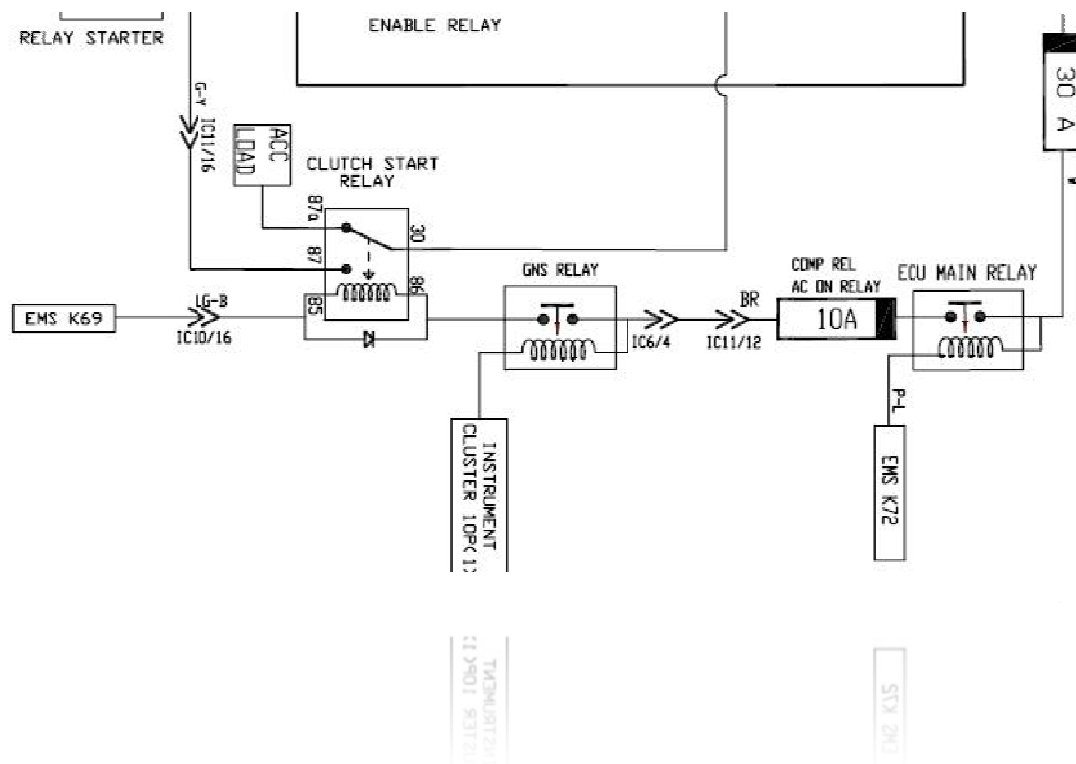 RELAY STARTER
ENABLE RELAY
30 A
G-Y
IC11/16
ACC
LOAD
CLUTCH START
RELAY
87a
30
87
86
85
GNS RELAY
COMP REL
AC ON RELAY
ECU MAIN RELAY
EMS K69
LG-B
IC10/16
IC6/4
BR
IC11/12
10A
P-L
INSTRUMENT
CLUSTER 10P(1)
EMS K72